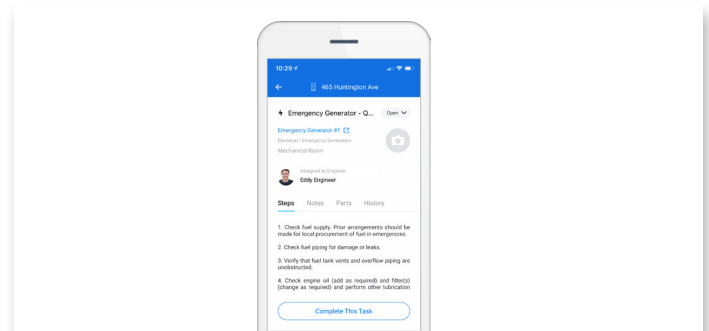 10:29
465 Huntington Ave
Emergency Generator - Q... Open
Emergency Generator #1
Electrical / Emergency Generators
Mechanical Room
Assigned to Engineer
Eddy Engineer
Steps Notes Parts History
1. Check fuel supply. Prior arrangements should be
made for local procurement of fuel in emergencies.
2. Check fuel piping for damage or leaks.
3. Verify that fuel tank vents and overflow piping are
unobstructed.
4. Check engine oil (add as required) and filter(s)
(change as required) and perform other lubrication
Complete This Task